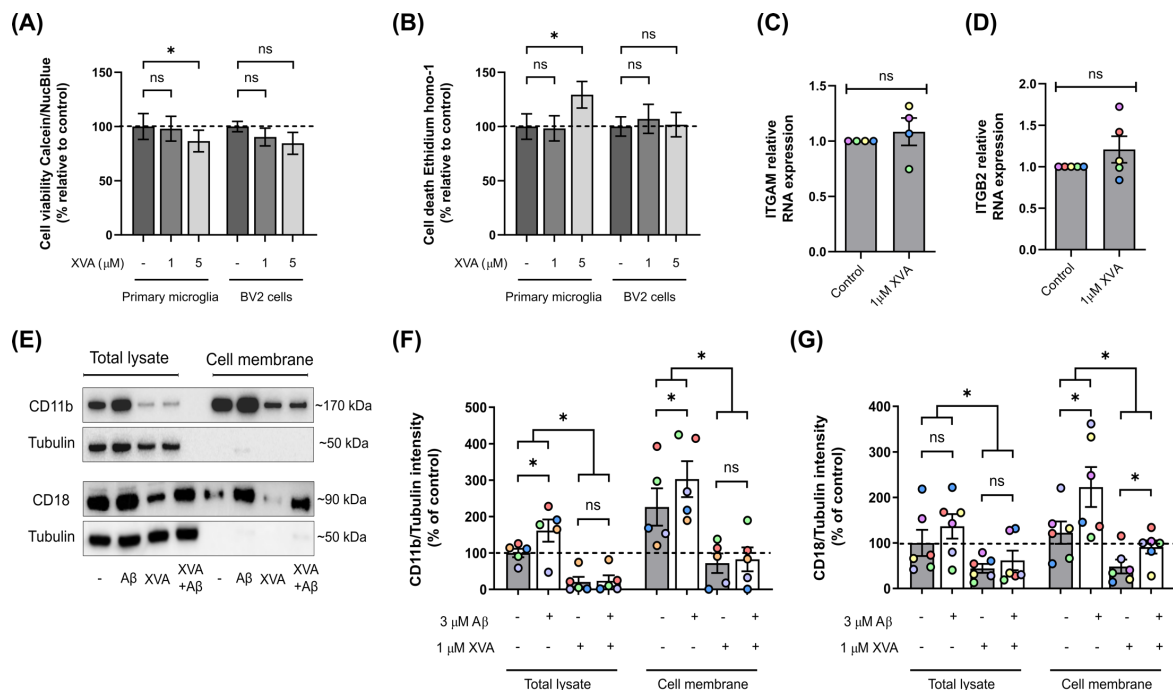 (A)
Cell viability Calcein/NucBlue
(% relative to control)
150
100
50
0
ns
*
ns
ns
XVA (μM)
- 1 5 - 1 5
Primary microglia BV2 cells
(B)
Cell death Ethidium homo-1
(% relative to control)
150
100
50
0
ns
*
ns
ns
XVA (μM)
- 1 5 - 1 5
Primary microglia BV2 cells
(C)
ITGAM relative
RNA expression
1.5
1.0
0.5
0.0
ns
Control
1μM XVA
(D)
ITGB2 relative
RNA expression
2.0
1.5
1.0
0.5
0.0
ns
Control
1μM XVA
(E)
Total lysate Cell membrane
CD11b ~170 kDa
Tubulin ~50 kDa
CD18 ~90 kDa
Tubulin ~50 kDa
- Aβ XVA XVA - Aβ XVA XVA
+Aβ +Aβ
(F)
CD11b/Tubulin intensity
(% of control)
500
400
300
200
100
0
*
*
ns
*
*
ns
3 μM Aβ - + - + - + - +
1 μM XVA - - + + - - + +
Total lysate Cell membrane
(G)
CD18/Tubulin intensity
(% of control)
400
300
200
100
0
*
ns
ns
*
*
*
3 μM Aβ - + - + - + - +
1 μM XVA - - + + - - + +
Total lysate Cell membrane